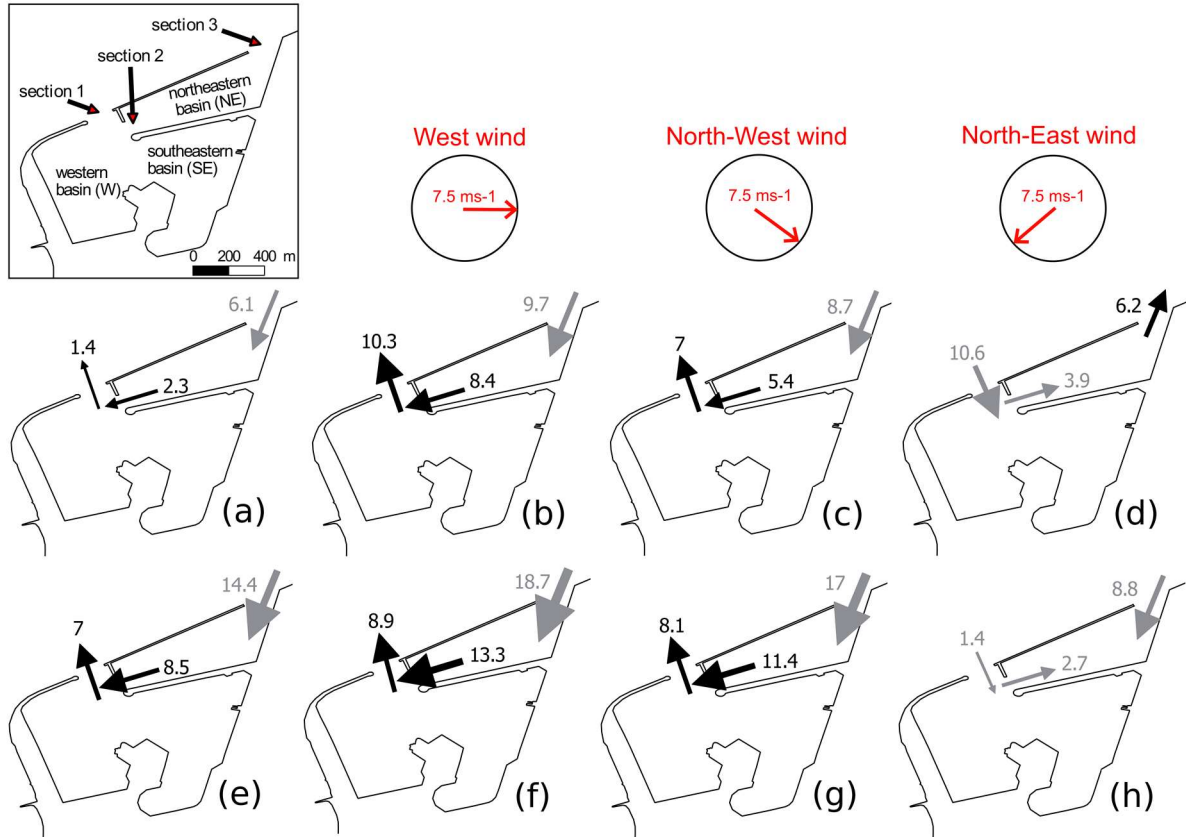 section 3
section 2
section 1
northeastern
basin (NE)
southeastern
basin (SE)
western
basin (W)
0 200 400 m
West wind
7.5 ms-1
North-West wind
7.5 ms-1
North-East wind
7.5 ms-1
6.1
1.4
2.3
(a)
9.7
10.3
8.4
(b)
8.7
7
5.4
(c)
6.2
10.6
3.9
(d)
14.4
7
8.5
(e)
18.7
8.9
13.3
(f)
17
8.1
11.4
(g)
8.8
1.4
2.7
(h)